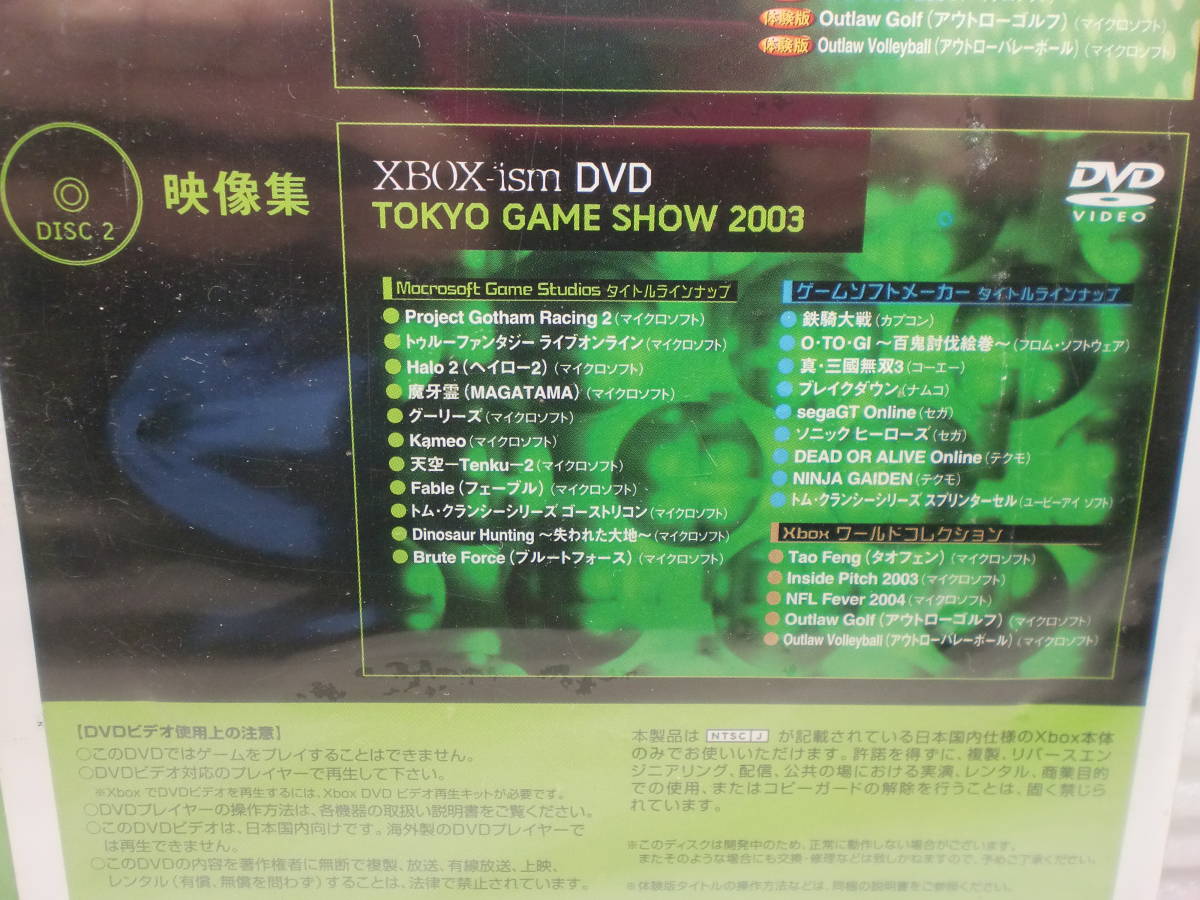 体験版 Outlaw Golf(アウトローゴルフ)(マイクロソフト)
体験版 Outlaw Volleyball(アウトローバレーボール)(マイクロソフト)
DISC 2
映像集
XBOX-ism DVD
TOKYO GAME SHOW 2003
DVD
VIDEO
Macrosoft Game Studios タイトルラインナップ
Project Gotham Racing 2(マイクロソフト)
トゥルーファンタジー ライブオンライン(マイクロソフト)
Halo 2(ヘイロー2)(マイクロソフト)
魔牙霊(MAGATAMA)(マイクロソフト)
グーリーズ(マイクロソフト)
Kameo(マイクロソフト)
天空ーTenkuー2(マイクロソフト)
Fable(フェーブル)(マイクロソフト)
トム・クランシーシリーズ ゴーストリコン(マイクロソフト)
Dinosaur Hunting 〜失われた大地〜(マイクロソフト)
Brute Force(ブルートフォース)(マイクロソフト)
ゲームソフトメーカー タイトルラインナップ
鉄騎大戦(カプコン)
O・TO・GI 〜百鬼討伐絵巻〜(フロム・ソフトウェア)
真・三國無双3(コーエー)
ブレイクダウン(ナムコ)
segaGT Online(セガ)
ソニック ヒーローズ(セガ)
DEAD OR ALIVE Online(テクモ)
NINJA GAIDEN(テクモ)
トム・クランシーシリーズ スプリンターセル(ユービーアイ ソフト)
Xbox ワールドコレクション
Tao Feng(タオフェン)(マイクロソフト)
Inside Pitch 2003(マイクロソフト)
NFL Fever 2004(マイクロソフト)
Outlaw Golf(アウトローゴルフ)(マイクロソフト)
Outlaw Volleyball(アウトローバレーボール)(マイクロソフト)
【DVDビデオ使用上の注意】
○このDVDではゲームをプレイすることはできません。
○DVDビデオ対応のプレイヤーで再生して下さい。
※Xbox でDVDビデオを再生するには、Xbox DVD ビデオ再生キットが必要です。
○DVDプレイヤーの操作方法は、各機器の取扱い説明書をご覧ください。
○このDVDビデオは、日本国内向けです。海外製のDVDプレイヤーで
は再生できません。
○このDVDの内容を著作権者に無断で複製、放送、有線放送、上映、
レンタル(有償、無償を問わず)することは、法律で禁止されています。
本製品は NTSC J が記載されている日本国内仕様のXbox本体
のみでお使いいただけます。許諾を得ずに、複製、リバースエン
ジニアリング、配信、公共の場における実演、レンタル、商業目的
での使用、またはコピーガードの解除を行うことは、固く禁じら
れています。
※このディスクは開発中のため、正常に動作しない場合がございます。
またそのような場合にも交換・修理などは致しかねますので、予めご了承ください。
※体験版タイトルの操作方法などは、同梱の説明書をご参照ください。